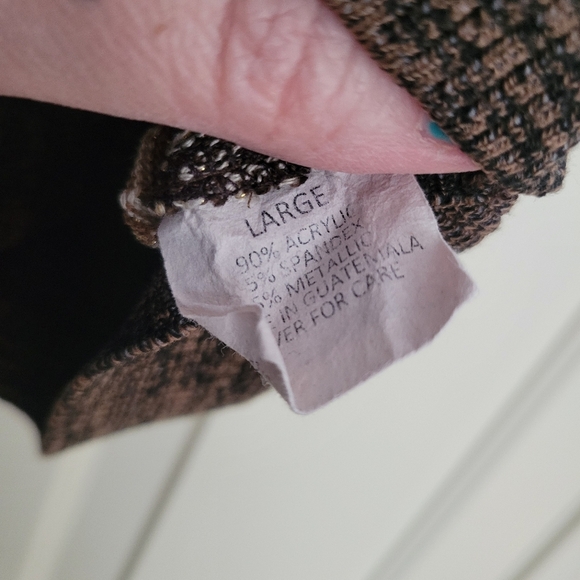 LARGE
90% ACRYLIC
5% SPANDEX
5% METALLIC
E IN GUATEMALA
VER FOR CARE